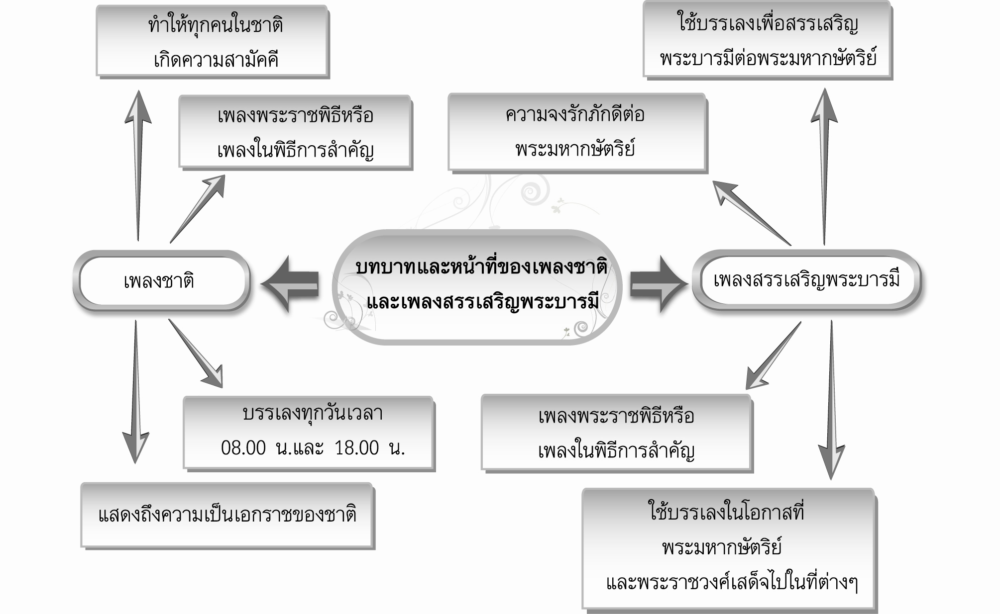 ทำให้ทุกคนในชาติ
เกิดความสามัคคี
ใช้บรรเลงเพื่อสรรเสริญ
พระบารมีต่อพระมหากษัตริย์
เพลงพระราชพิธีหรือ
เพลงในพิธีการสำคัญ
ความจงรักภักดีต่อ
พระมหากษัตริย์
เพลงชาติ
บทบาทและหน้าที่ของเพลงชาติ
และเพลงสรรเสริญพระบารมี
เพลงสรรเสริญพระบารมี
บรรเลงทุกวันเวลา
08.00 น.และ 18.00 น.
เพลงพระราชพิธีหรือ
เพลงในพิธีการสำคัญ
แสดงถึงความเป็นเอกราชของชาติ
ใช้บรรเลงในโอกาสที่
พระมหากษัตริย์
และพระราชวงศ์เสด็จไปในที่ต่างๆ